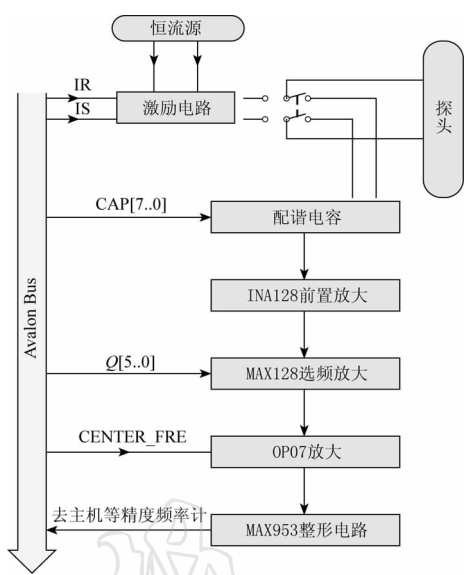 恒流源
IR
IS
激励电路
探头
CAP[7..0]
配谐电容
INA128前置放大
Avalon Bus
Q[5..0]
MAX128选频放大
CENTER_FRE
OP07放大
去主机等精度频率计
MAX953整形电路